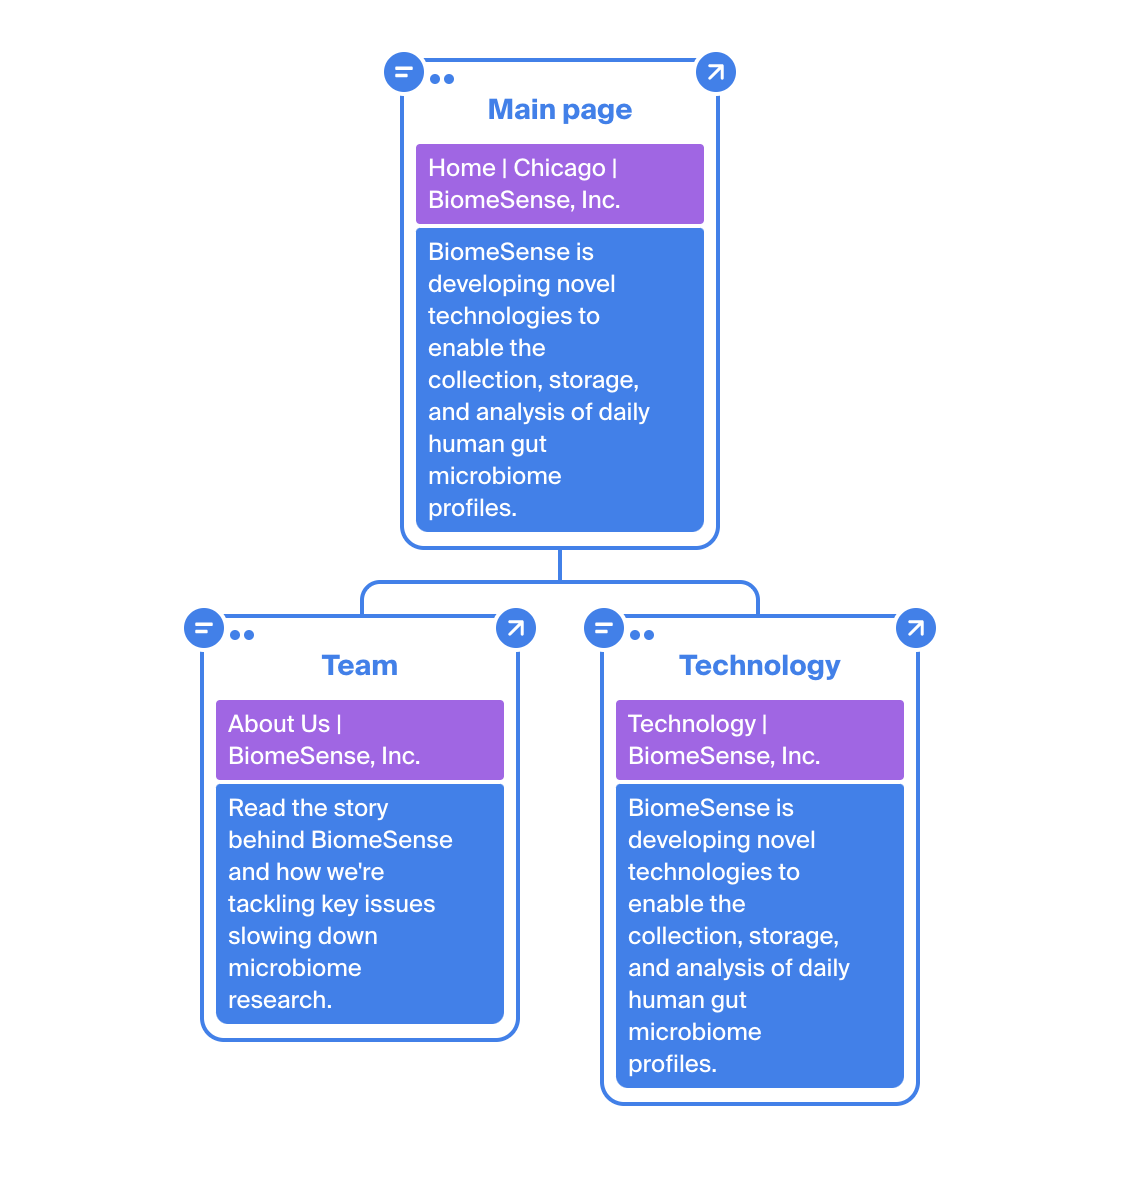 Main page
Home | Chicago |
BiomeSense, Inc.
BiomeSense is
developing novel
technologies to
enable the
collection, storage,
and analysis of daily
human gut
microbiome
profiles.
Team
About Us |
BiomeSense, Inc.
Read the story
behind BiomeSense
and how we're
tackling key issues
slowing down
microbiome
research.
Technology
Technology |
BiomeSense, Inc.
BiomeSense is
developing novel
technologies to
enable the
collection, storage,
and analysis of daily
human gut
microbiome
profiles.